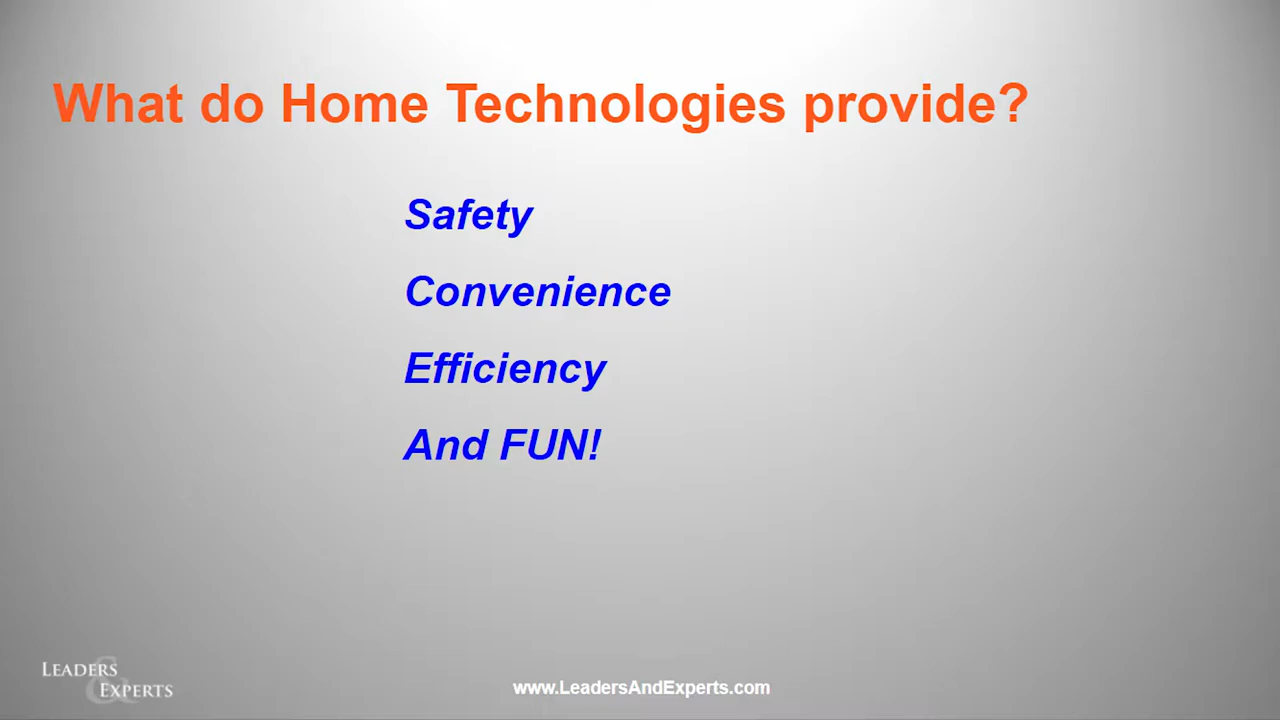 What do Home Technologies provide?
Safety
Convenience
Efficiency
And FUN!
LEADERS
& EXPERTS
www.LeadersAndExperts.com